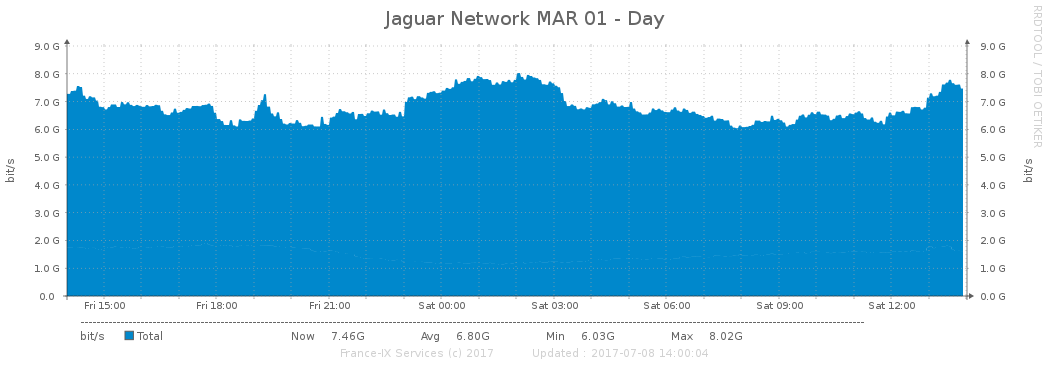 Jaguar Network MAR 01 - Day
RRDTOOL / TOBI OETIKER
9.0 G 9.0 G
8.0 G 8.0 G
7.0 G 7.0 G
6.0 G 6.0 G
5.0 G 5.0 G
4.0 G 4.0 G
3.0 G 3.0 G
2.0 G 2.0 G
1.0 G 1.0 G
0.0 0.0 G
bit/s
bit/s
Fri 15:00 Fri 18:00 Fri 21:00 Sat 00:00 Sat 03:00 Sat 06:00 Sat 09:00 Sat 12:00
bit/s Total Now 7.46G Avg 6.80G Min 6.03G Max 8.02G
France-IX Services (c) 2017 Updated : 2017-07-08 14:00:04